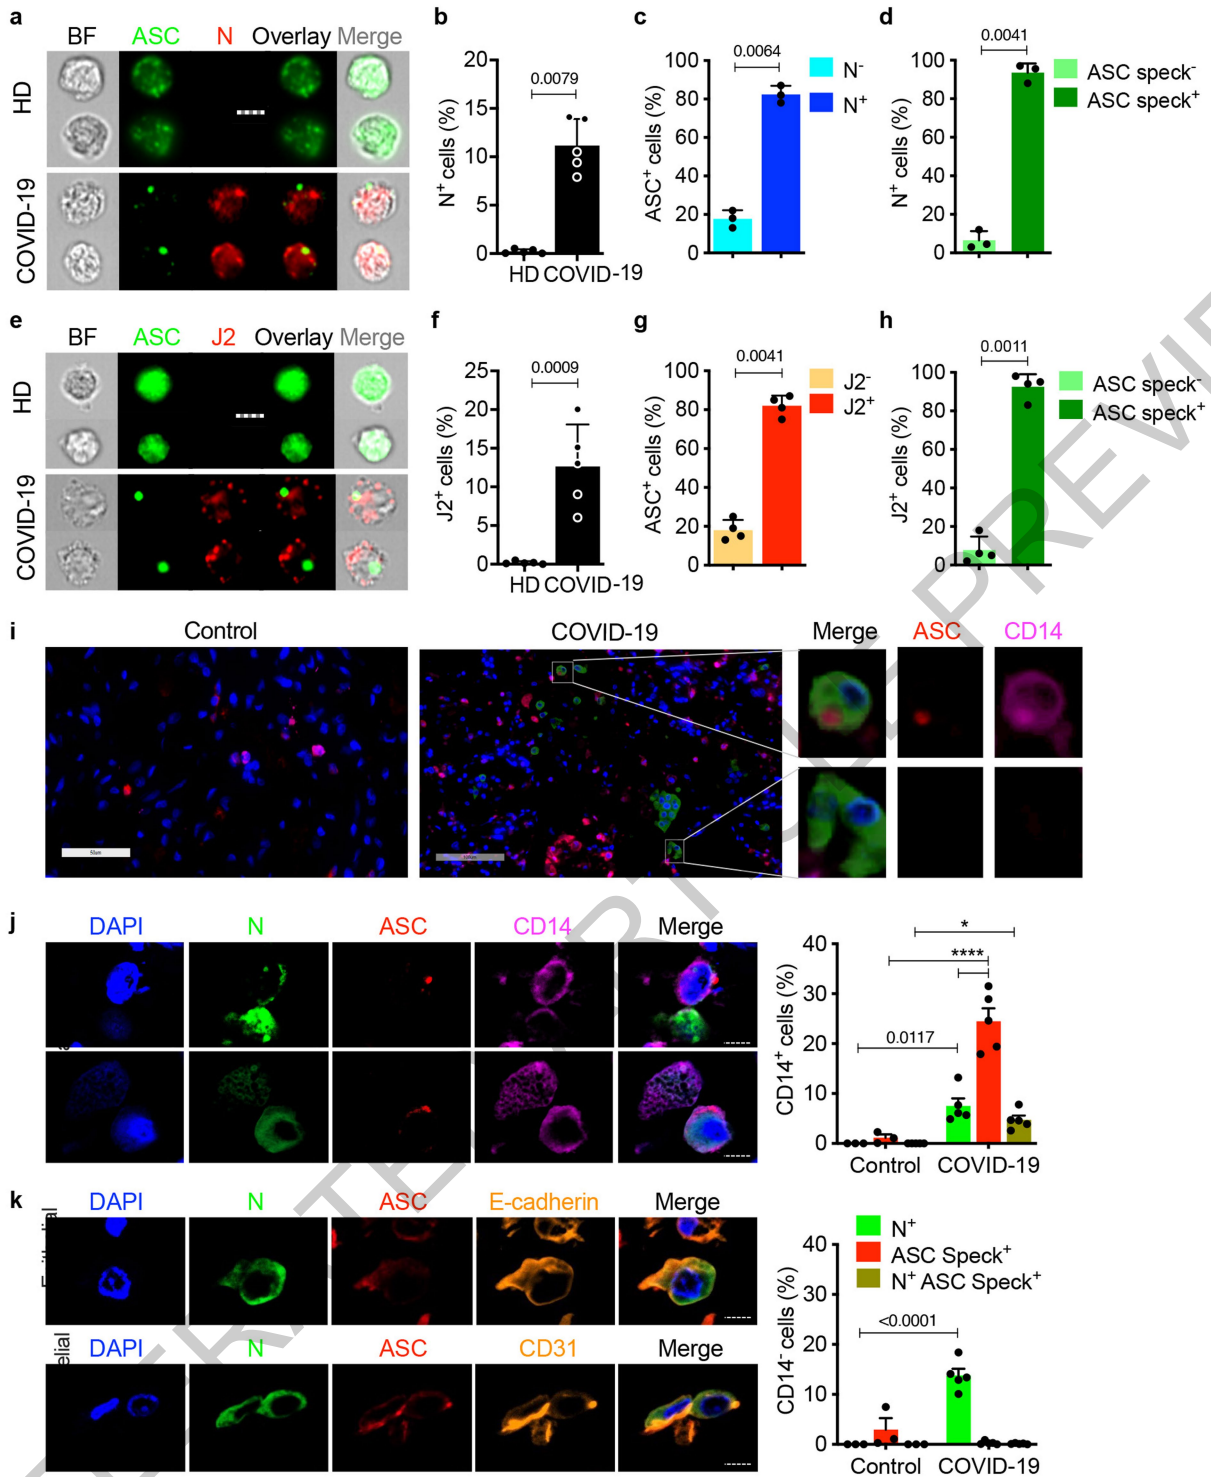 a
BF ASC N Overlay Merge
HD
COVID-19
b
N+ cells (%)
20
15
10
5
0
0.0079
HD COVID-19
c
ASC+ cells (%)
100
80
60
40
20
0
0.0064
N-
N+
d
N+ cells (%)
100
80
60
40
20
0
0.0041
ASC speck-
ASC speck+
e
BF ASC J2 Overlay Merge
HD
COVID-19
f
J2+ cells (%)
25
20
15
10
5
0
0.0009
HD COVID-19
g
ASC+ cells (%)
100
80
60
40
20
0
0.0041
J2-
J2+
h
J2+ cells (%)
100
80
60
40
20
0
0.0011
ASC speck-
ASC speck+
i
Control
COVID-19
Merge ASC CD14
50um
j
DAPI N ASC CD14 Merge
CD14+ cells (%)
40
30
20
10
0
*
****
0.0117
Control COVID-19
k
DAPI N ASC E-cadherin Merge
DAPI N ASC CD31 Merge
elial
N+
ASC Speck+
N+ ASC Speck+
CD14- cells (%)
40
30
20
10
0
<0.0001
Control COVID-19